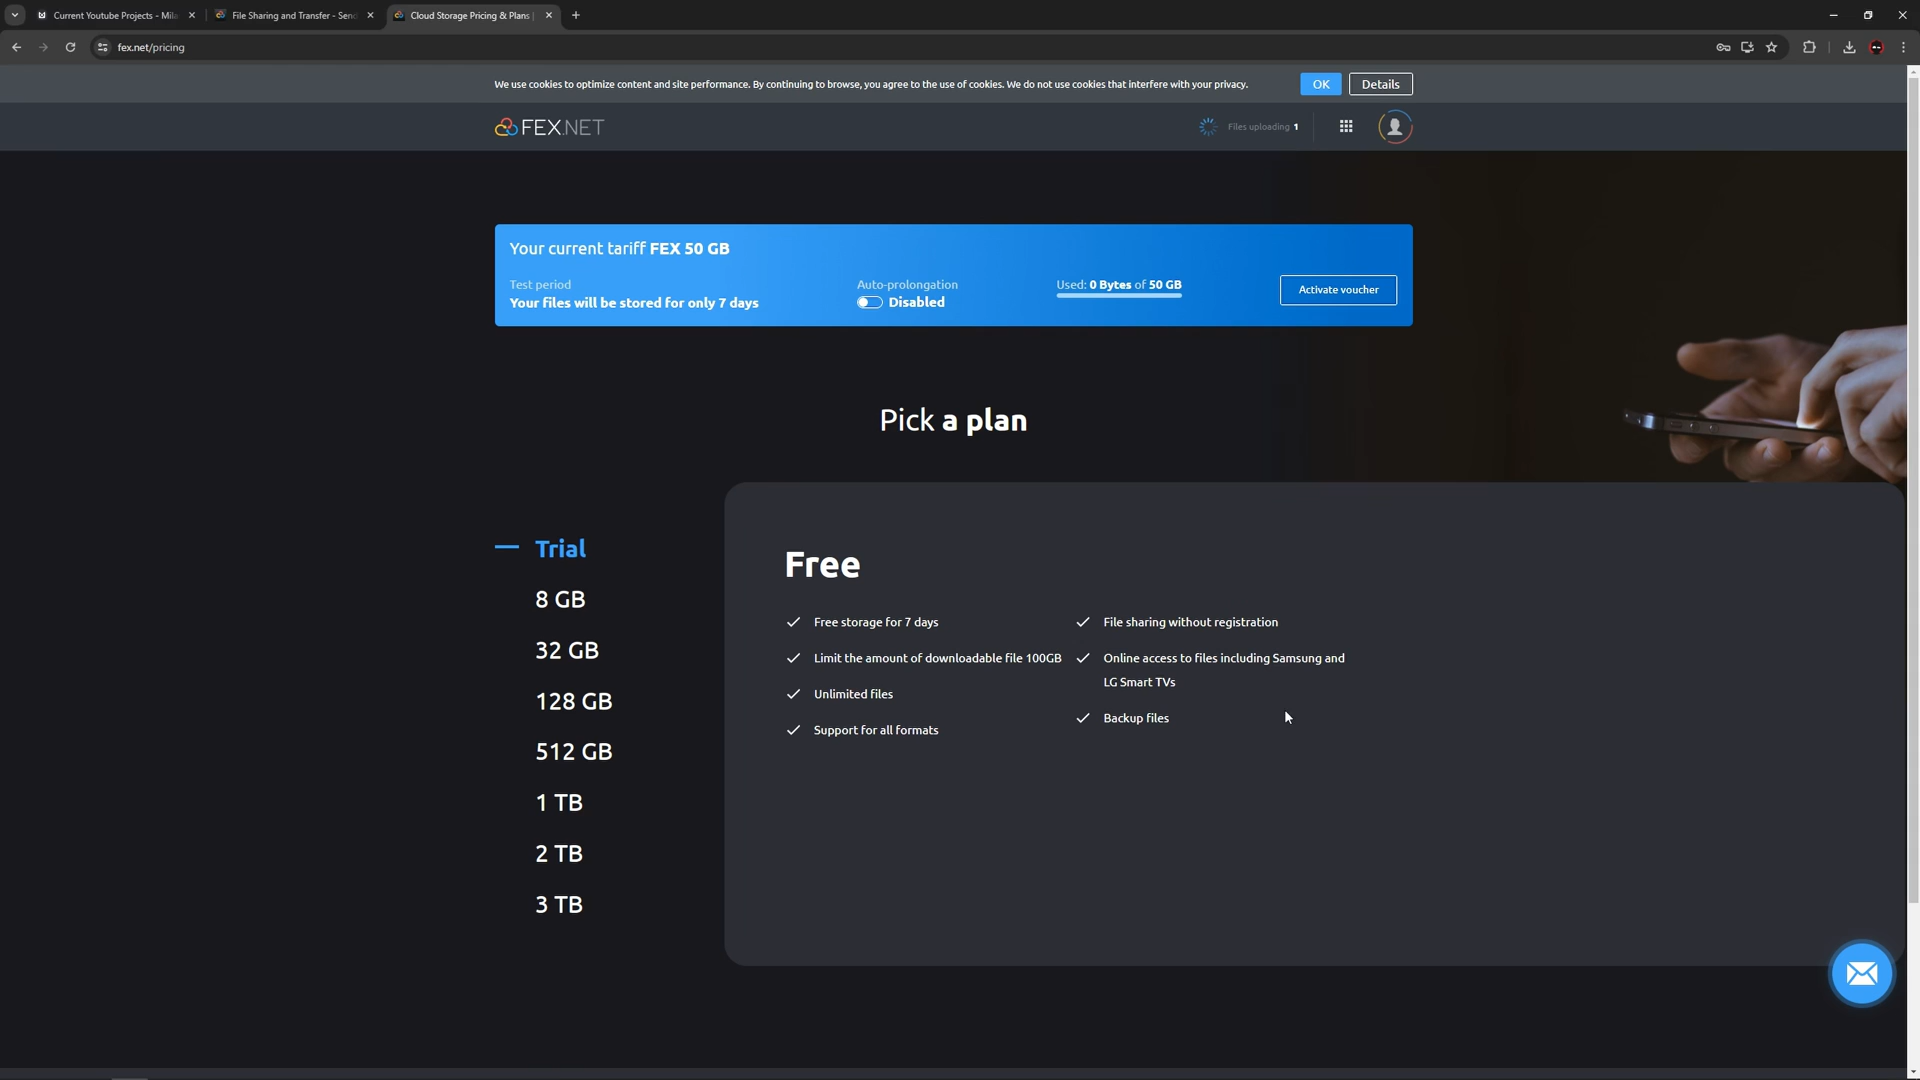 Current Youtube Projects - Mila
File Sharing and Transfer - Send
Cloud Storage Pricing & Plans |
fex.net/pricing
We use cookies to optimize content and site performance. By continuing to browse, you agree to the use of cookies. We do not use cookies that interfere with your privacy.
OK
Details
FEX.NET
Files uploading 1
Your current tariff FEX 50 GB
Test period
Your files will be stored for only 7 days
Auto-prolongation
Disabled
Used: 0 Bytes of 50 GB
Activate voucher
Pick a plan
Trial
8 GB
32 GB
128 GB
512 GB
1 TB
2 TB
3 TB
Free
Free storage for 7 days
Limit the amount of downloadable file 100GB
Unlimited files
Support for all formats
File sharing without registration
Online access to files including Samsung and
LG Smart TVs
Backup files